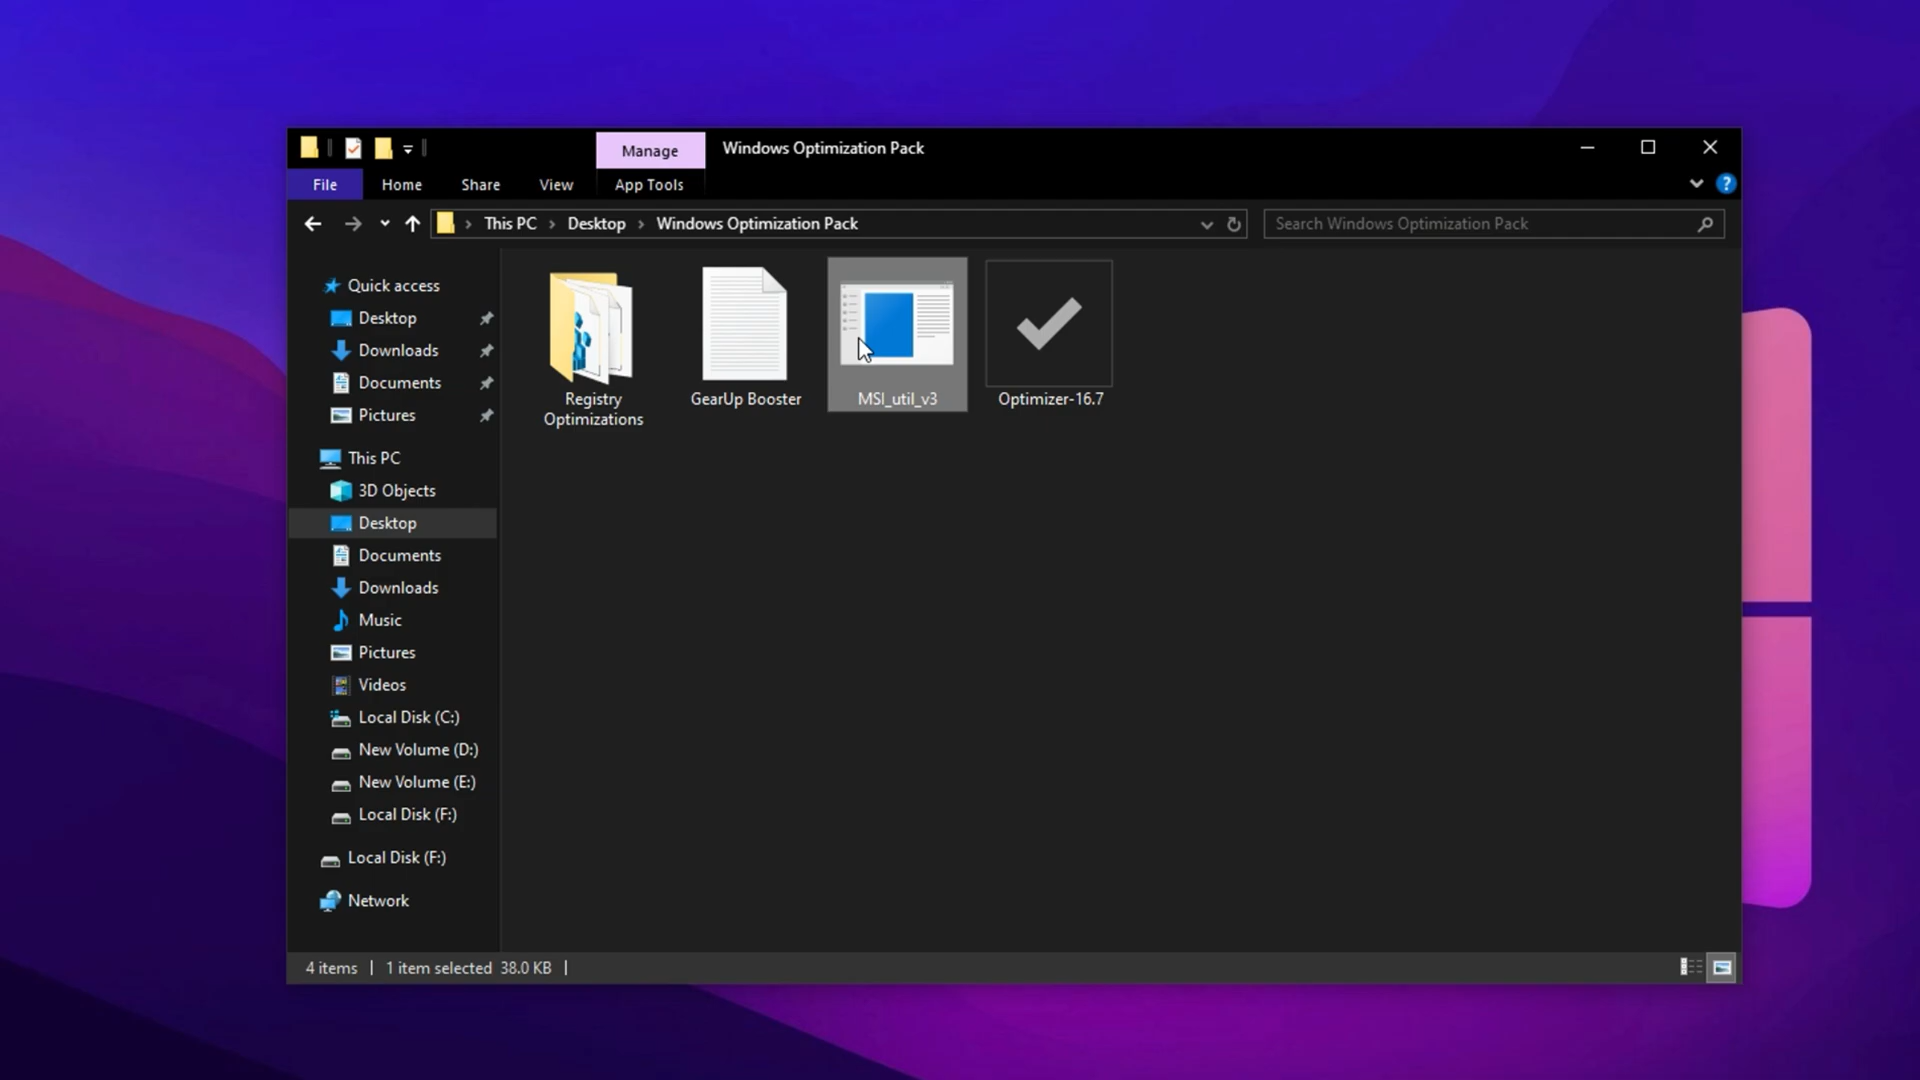 Manage
Windows Optimization Pack
File
Home
Share
View
App Tools
?
This PC
Desktop
Windows Optimization Pack
Search Windows Optimization Pack
Quick access
Desktop
Downloads
Documents
Pictures
This PC
3D Objects
Desktop
Documents
Downloads
Music
Pictures
Videos
Local Disk (C:)
New Volume (D:)
New Volume (E:)
Local Disk (F:)
Local Disk (F:)
Network
Registry
Optimizations
GearUp Booster
MSI_util_v3
Optimizer-16.7
4 items
1 item selected 38.0 KB